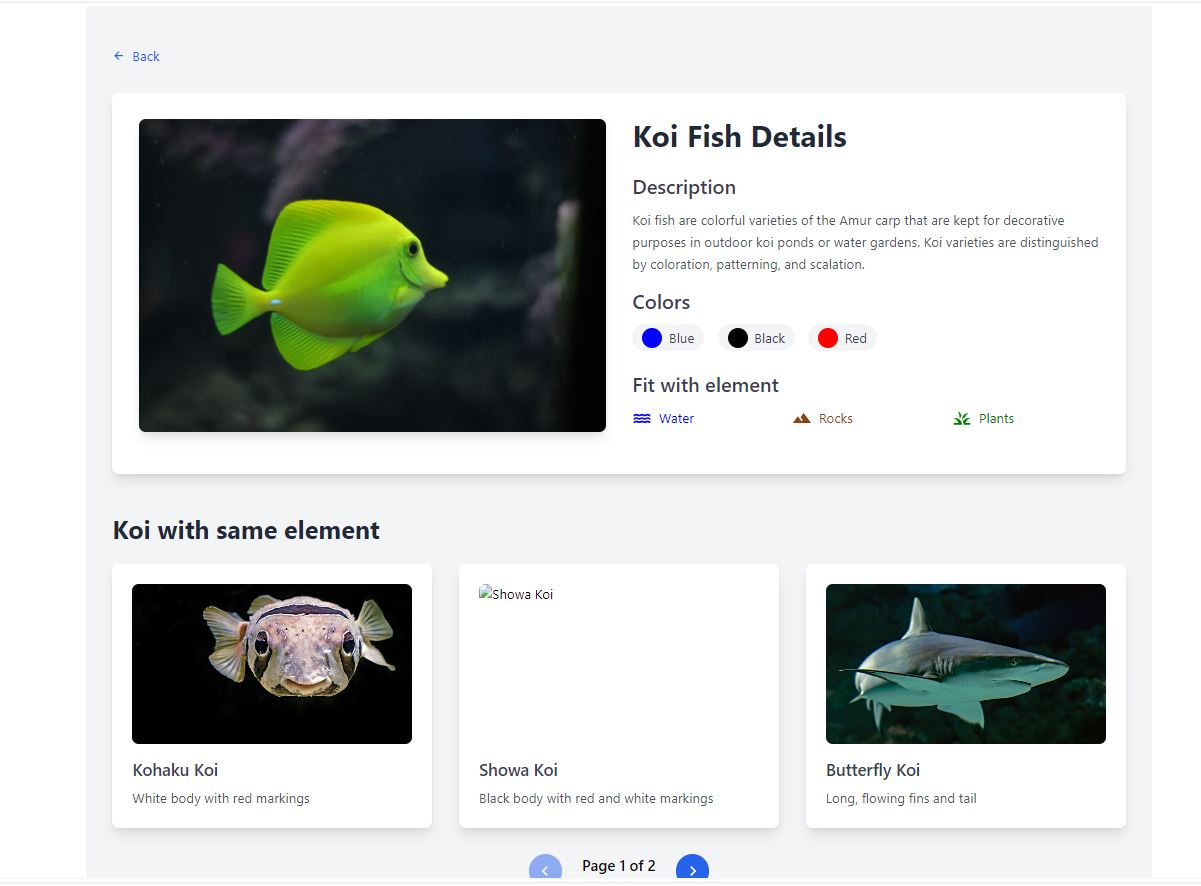 Back
Koi Fish Details
Description
Koi fish are colorful varieties of the Amur carp that are kept for decorative
purposes in outdoor koi ponds or water gardens. Koi varieties are distinguished
by coloration, patterning, and scalation.
Colors
Blue Black Red
Fit with element
Water Rocks Plants
Koi with same element
Showa Koi
Kohaku Koi
White body with red markings
Showa Koi
Black body with red and white markings
Butterfly Koi
Long, flowing fins and tail
Page 1 of 2